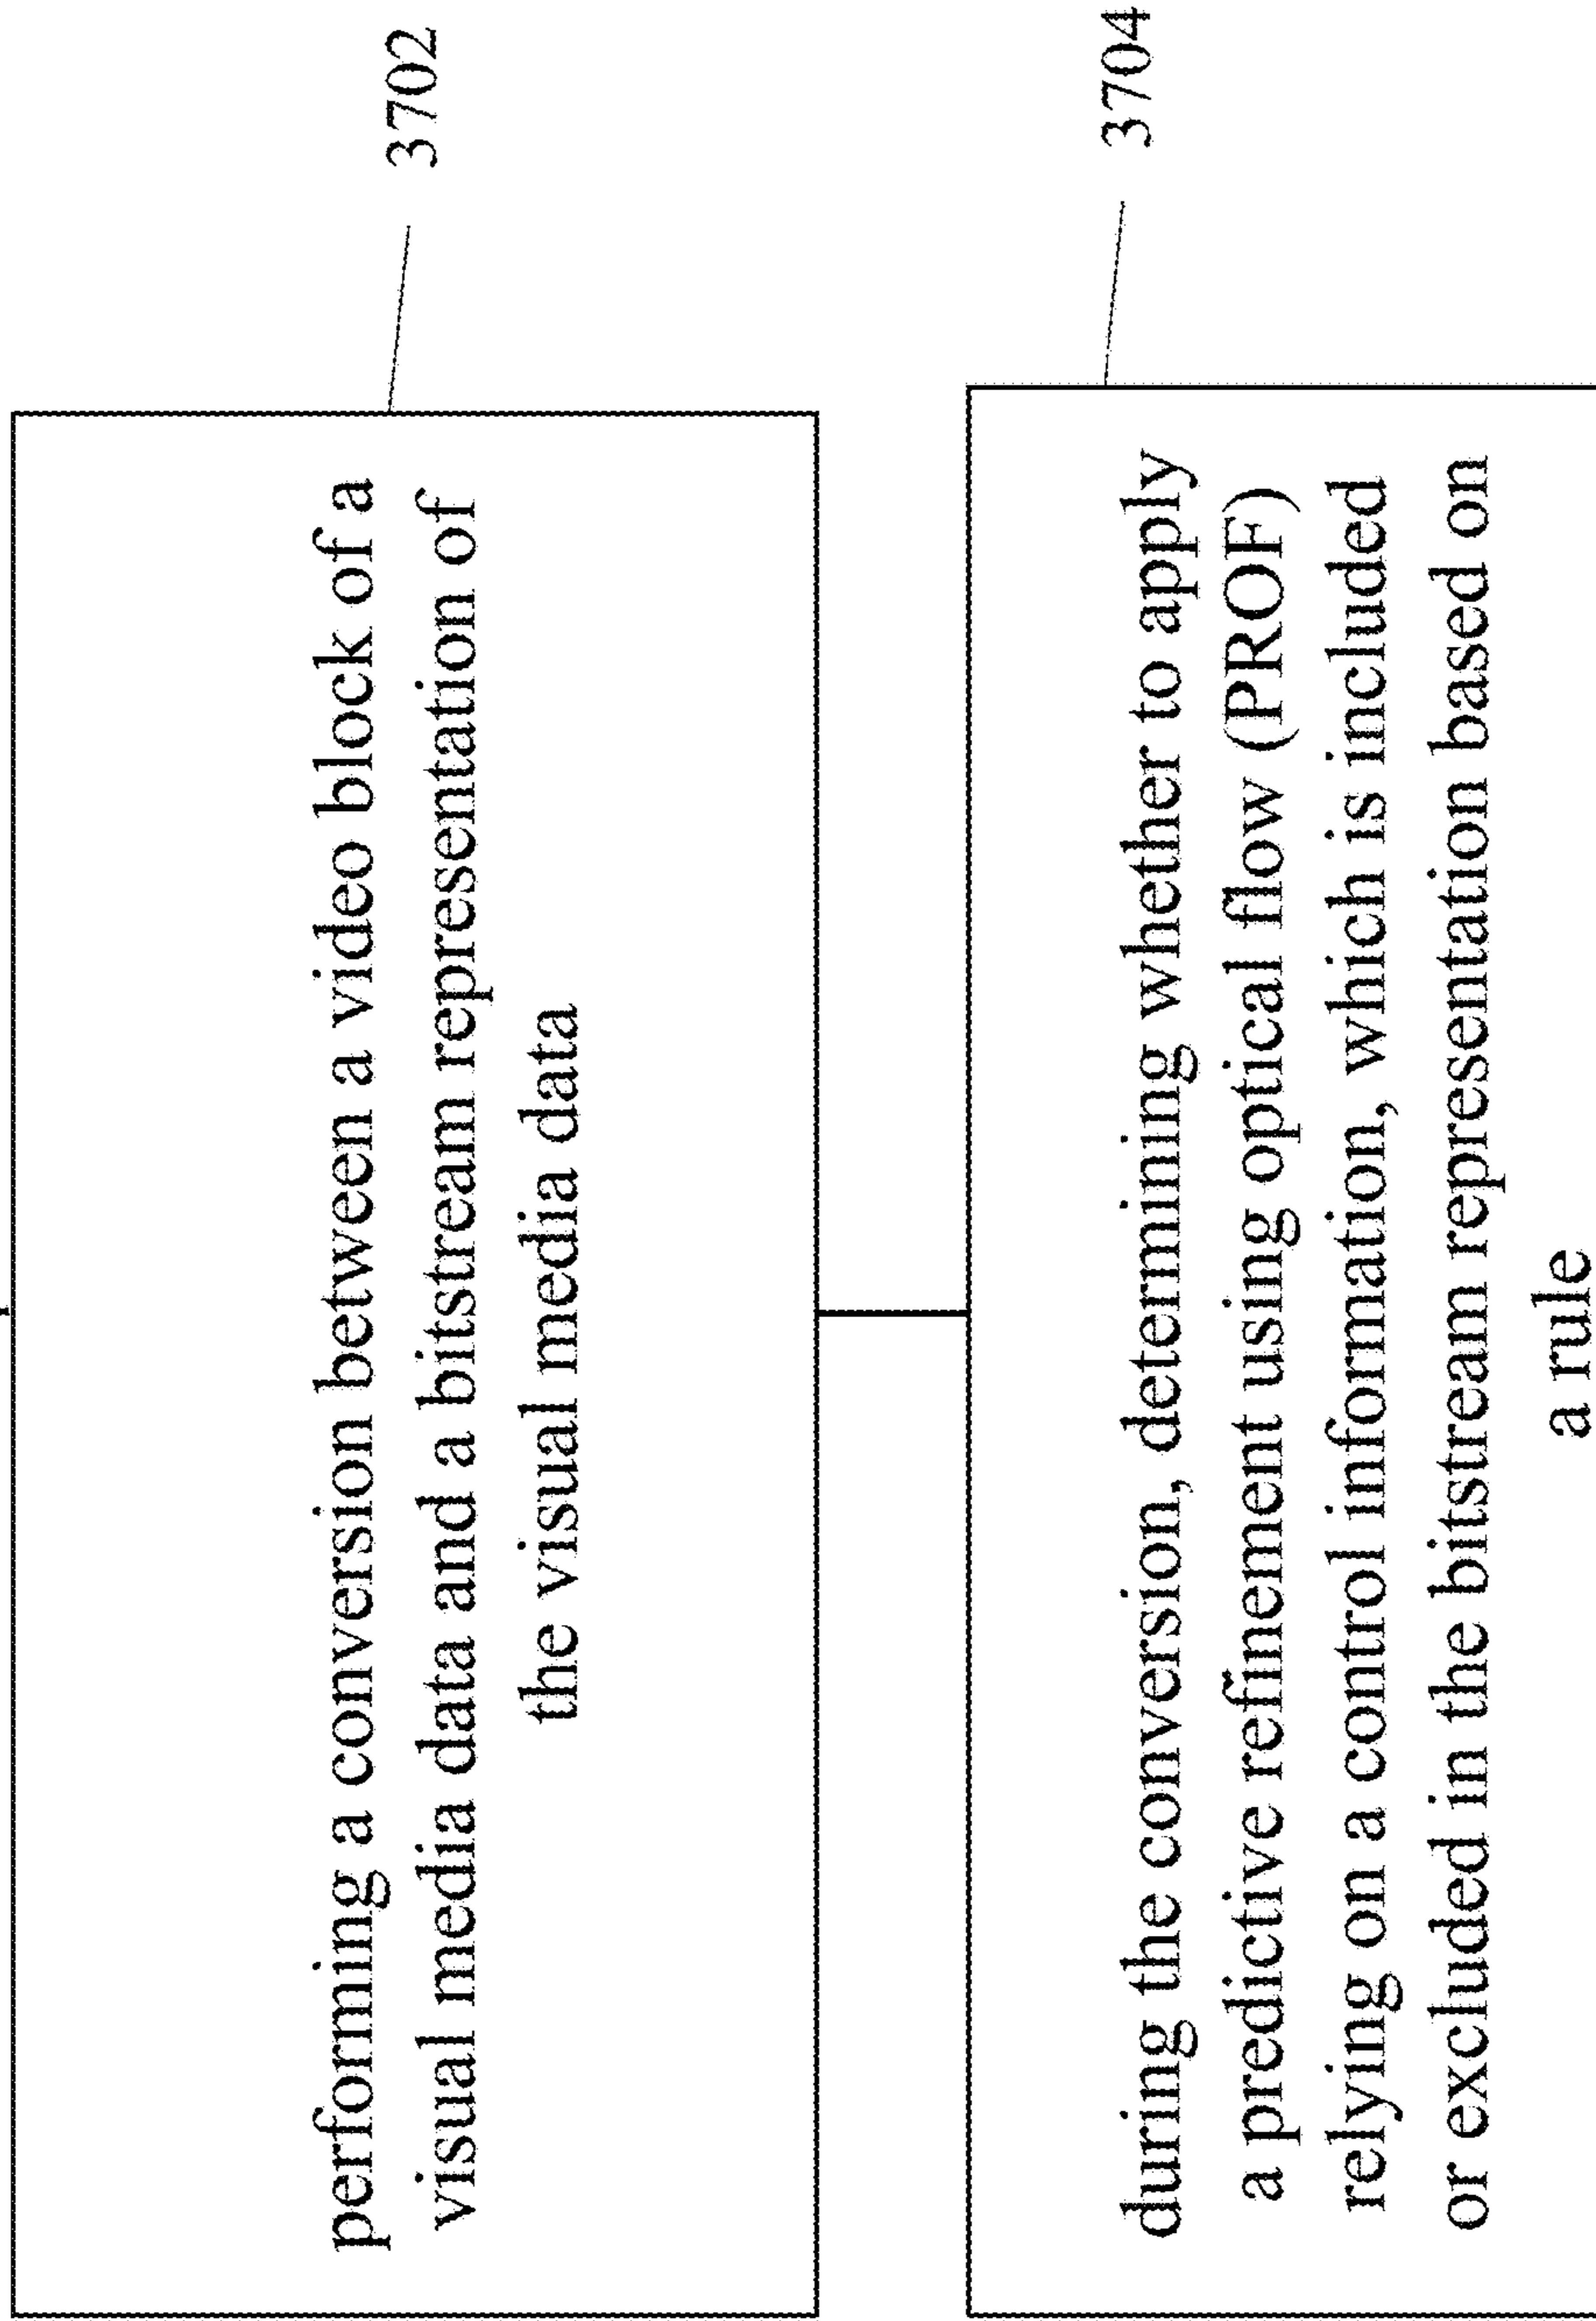 performing a conversion between a video block of a
visual media data and a bitstream representation of
the visual media data
3702
during the conversion, determining whether to apply
a predictive refinement using optical flow (PROF)
relying on a control information, which is included
or excluded in the bitstream representation based on
a rule
3704